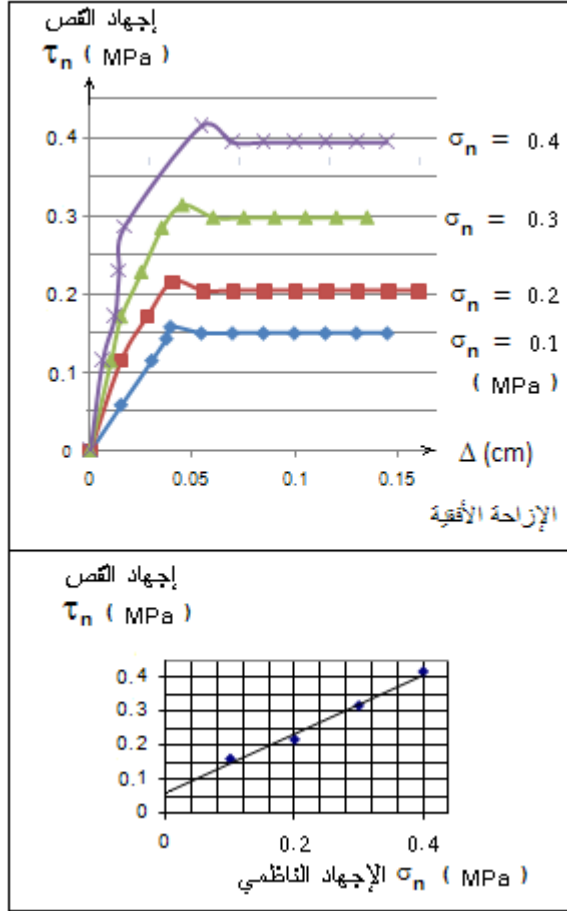 إجهاد القص
τn ( MPa )
0.4
0.3
0.2
0.1
0
σn = 0.4
σn = 0.3
σn = 0.2
σn = 0.1
( MPa )
0 0.05 0.1 0.15
Δ (cm)
الإزاحة الأفقية
إجهاد القص
τn ( MPa )
0.4
0.3
0.2
0.1
0
0 0.2 0.4
الإجهاد الناظمي σn ( MPa )